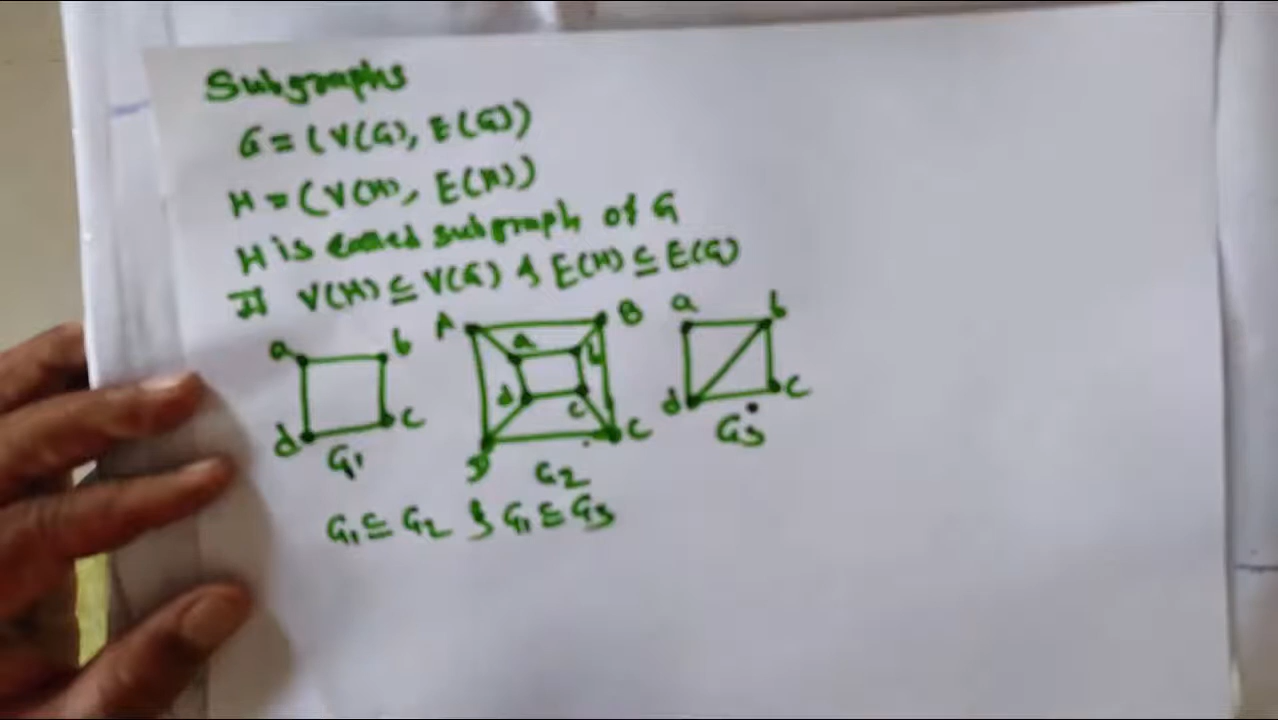 Subgraphs
G = (V(G), E(G))
H = (V(H), E(H))
H is called subgraph of G
If V(H) ⊆ V(G) & E(H) ⊆ E(G)
a b
d c
G1
A B
a b
d c
D C
G2
a b
d c
G3
G1 ⊆ G2 & G1 ⊆ G3